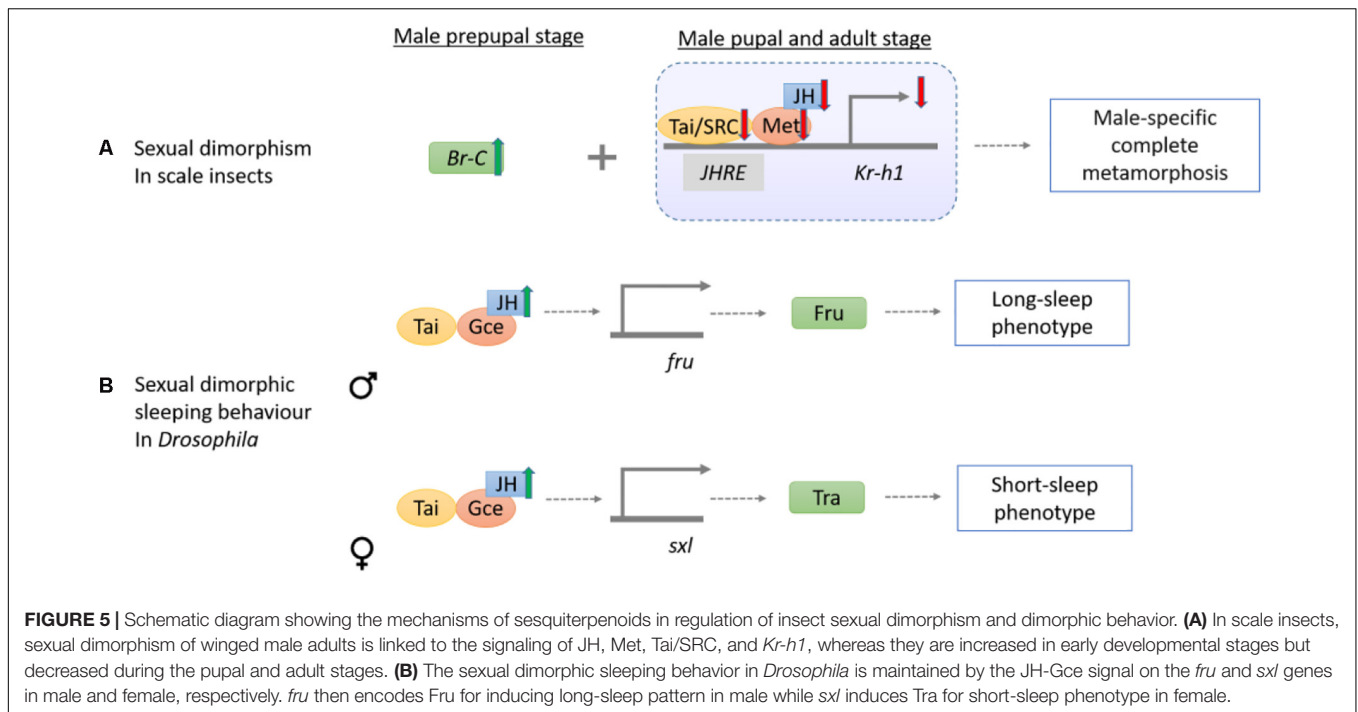 Male prepupal stage
Male pupal and adult stage
A Sexual dimorphism
In scale insects
Br-C
+
Tai/SRC
Met
JH
JHRE
Kr-h1
Male-specific
complete
metamorphosis
B Sexual dimorphic
sleeping behaviour
In Drosophila
♂
Tai
Gce
JH
fru
Fru
Long-sleep
phenotype
♀
Tai
Gce
JH
sxl
Tra
Short-sleep
phenotype
FIGURE 5 | Schematic diagram showing the mechanisms of sesquiterpenoids in regulation of insect sexual dimorphism and dimorphic behavior. (A) In scale insects,
sexual dimorphism of winged male adults is linked to the signaling of JH, Met, Tai/SRC, and Kr-h1, whereas they are increased in early developmental stages but
decreased during the pupal and adult stages. (B) The sexual dimorphic sleeping behavior in Drosophila is maintained by the JH-Gce signal on the fru and sxl genes
in male and female, respectively. fru then encodes Fru for inducing long-sleep pattern in male while sxl induces Tra for short-sleep phenotype in female.